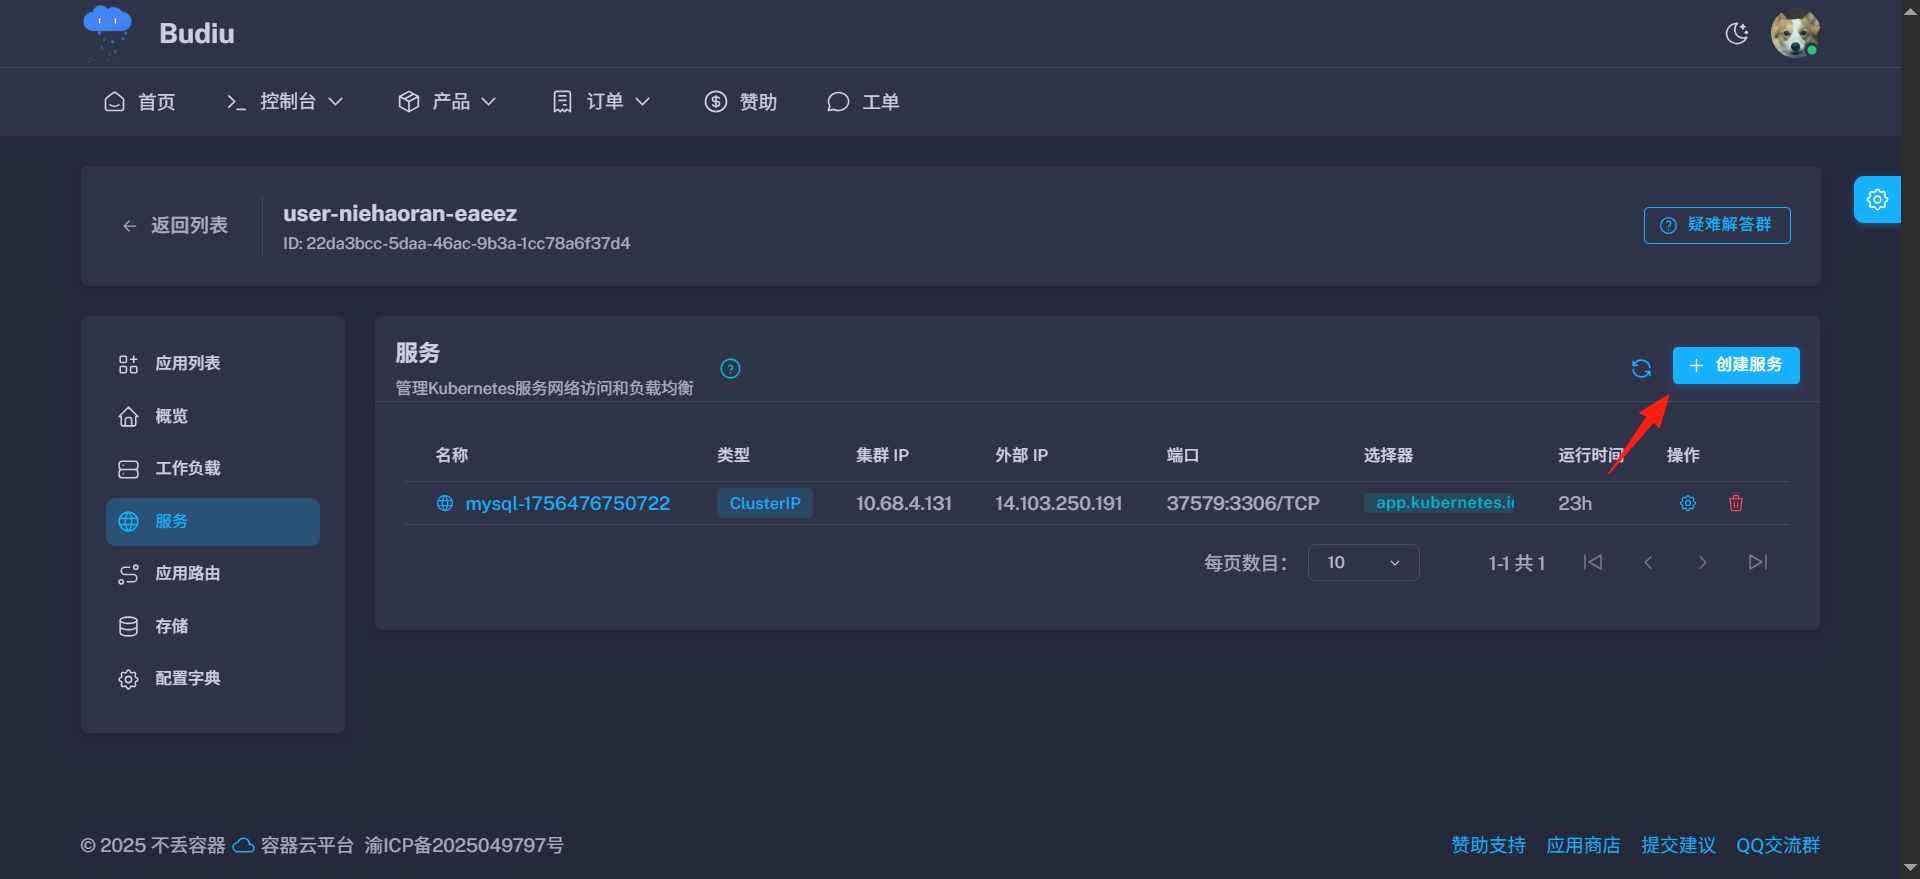 Budiu
首页
控制台
产品
订单
赞助
工单
返回列表
user-niehaoran-eaeez
ID: 22da3bcc-5daa-46ac-9b3a-1cc78a6f37d4
疑难解答群
应用列表
概览
工作负载
服务
应用路由
存储
配置字典
服务
管理Kubernetes服务网络访问和负载均衡
创建服务
名称 类型 集群 IP 外部 IP 端口 选择器 运行时间 操作
mysql-1756476750722 ClusterIP 10.68.4.131 14.103.250.191 37579:3306/TCP app.kubernetes.io 23h
每页数目： 10 1-1 共 1
© 2025 不丢容器 容器云平台 渝ICP备2025049797号
赞助支持 应用商店 提交建议 QQ交流群